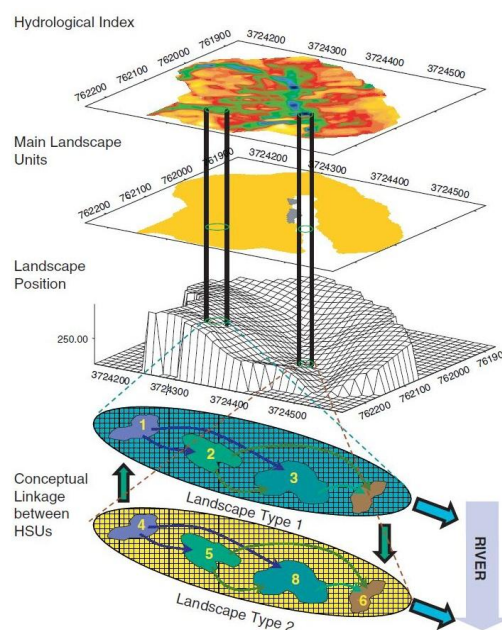 Hydrological Index
761900
762000
762100
762200
3724200
3724300
3724400
3724500
Main Landscape
Units
761900
762000
762100
762200
3724200
3724300
3724400
3724500
Landscape
Position
250.00
3724200
3724300
3724400
3724500
762200
762100
762000
76190
1
2
3
Landscape Type 1
Conceptual
Linkage
between
HSUs
4
5
8
6
Landscape Type 2
RIVER